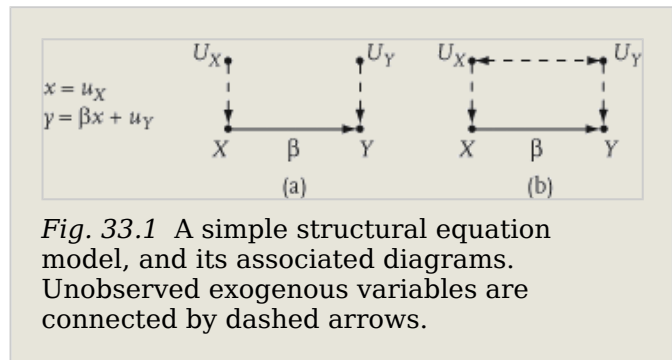 U_X U_Y U_X U_Y
x = u_X
y = βx + u_Y
X β Y X β Y
(a) (b)
Fig. 33.1 A simple structural equation
model, and its associated diagrams.
Unobserved exogenous variables are
connected by dashed arrows.